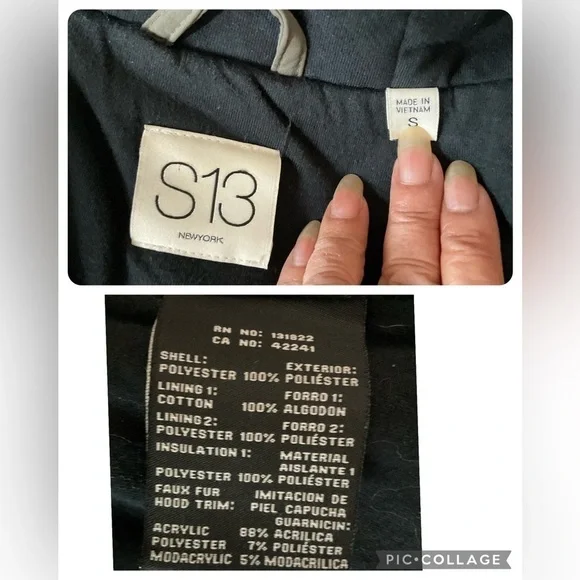 MADE IN
VIETNAM
S
S13
NEWYORK
RN NO: 131822
CA NO: 42241
SHELL: EXTERIOR:
POLYESTER 100% POLIÉSTER
LINING 1: FORRO 1:
COTTON 100% ALGODON
LINING 2: FORRO 2:
POLYESTER 100% POLIÉSTER
INSULATION 1: MATERIAL
AISLANTE 1
POLYESTER 100% POLIÉSTER
FAUX FUR IMITACION DE
HOOD TRIM: PIEL CAPUCHA
GUARNICIN:
ACRYLIC 88% ACRILICA
POLYESTER 7% POLIÉSTER
MODACRYLIC 5% MODACRILICA
PIC•COLLAGE